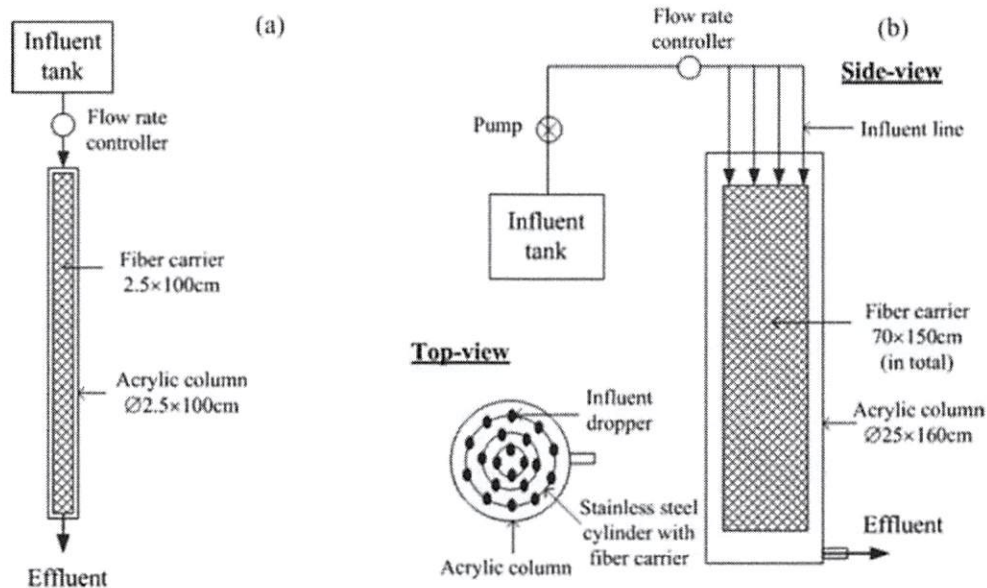 (a)
Influent
tank
Flow rate
controller
Fiber carrier
2.5×100cm
Acrylic column
Ø2.5×100cm
Effluent
(b)
Flow rate
controller
Side-view
Pump
Influent line
Influent
tank
Fiber carrier
70×150cm
(in total)
Acrylic column
Ø25×160cm
Effluent
Top-view
Influent
dropper
Stainless steel
cylinder with
fiber carrier
Acrylic column